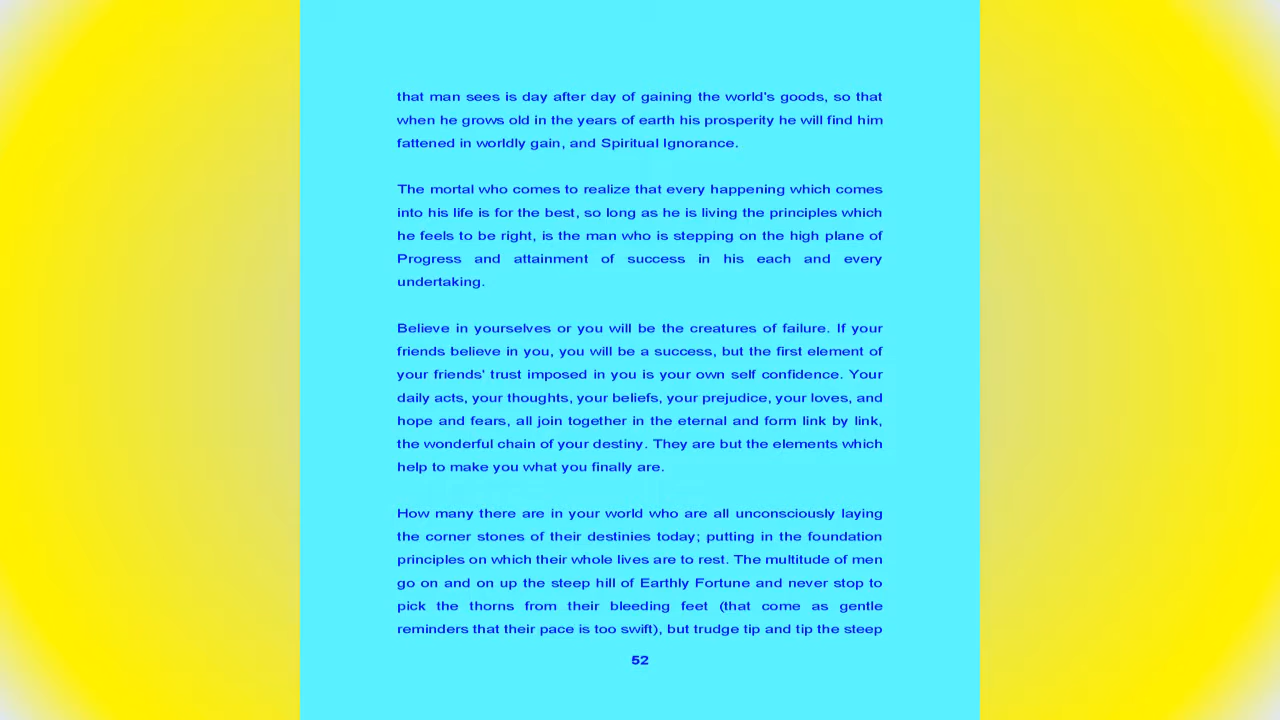 that man sees is day after day of gaining the world's goods, so that
when he grows old in the years of earth his prosperity he will find him
fattened in worldly gain, and Spiritual Ignorance.
The mortal who comes to realize that every happening which comes
into his life is for the best, so long as he is living the principles which
he feels to be right, is the man who is stepping on the high plane of
Progress and attainment of success in his each and every
undertaking.
Believe in yourselves or you will be the creatures of failure. If your
friends believe in you, you will be a success, but the first element of
your friends' trust imposed in you is your own self confidence. Your
daily acts, your thoughts, your beliefs, your prejudice, your loves, and
hope and fears, all join together in the eternal and form link by link,
the wonderful chain of your destiny. They are but the elements which
help to make you what you finally are.
How many there are in your world who are all unconsciously laying
the corner stones of their destinies today; putting in the foundation
principles on which their whole lives are to rest. The multitude of men
go on and on up the steep hill of Earthly Fortune and never stop to
pick the thorns from their bleeding feet (that come as gentle
reminders that their pace is too swift), but trudge tip and tip the steep
52